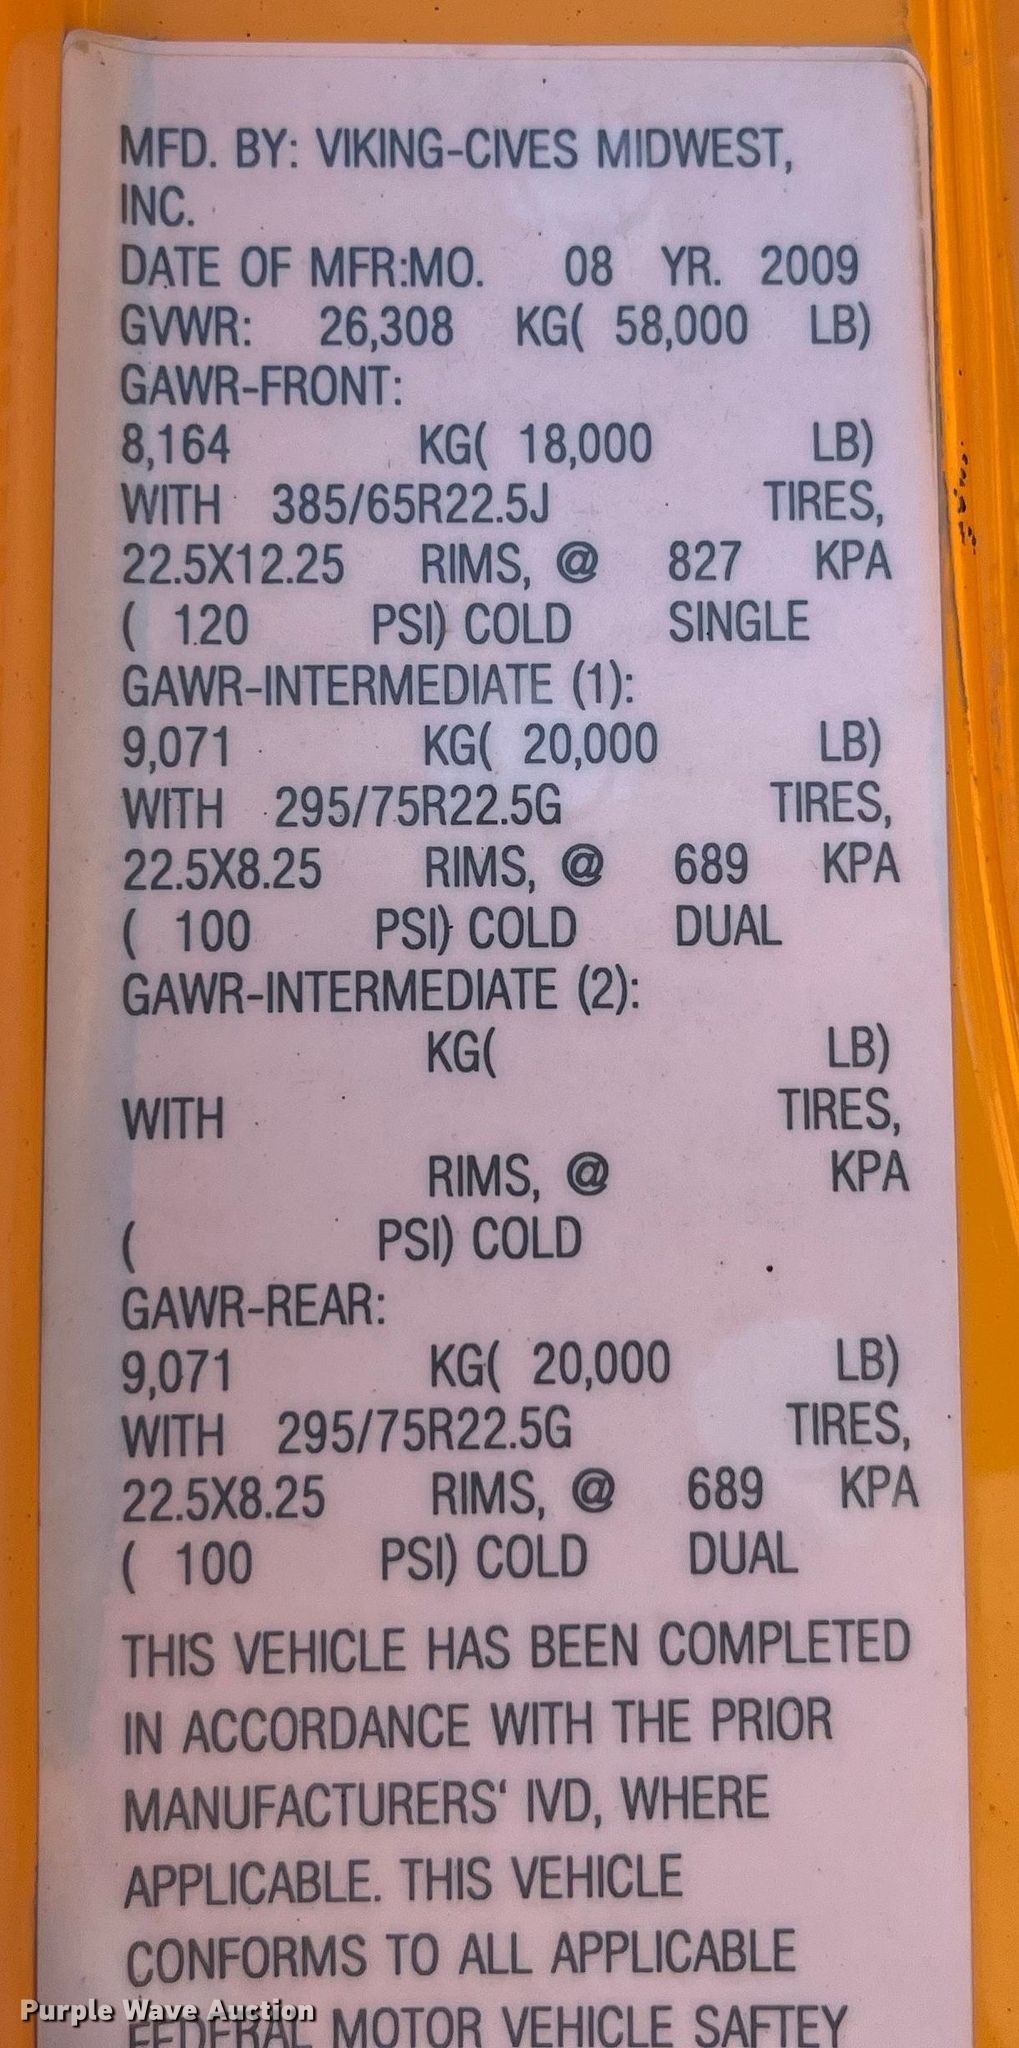 MFD. BY: VIKING-CIVES MIDWEST,
INC.
DATE OF MFR:MO. 08 YR. 2009
GVWR: 26,308 KG( 58,000 LB)
GAWR-FRONT:
8,164 KG( 18,000 LB)
WITH 385/65R22.5J TIRES,
22.5X12.25 RIMS, @ 827 KPA
( 120 PSI) COLD SINGLE
GAWR-INTERMEDIATE (1):
9,071 KG( 20,000 LB)
WITH 295/75R22.5G TIRES,
22.5X8.25 RIMS, @ 689 KPA
( 100 PSI) COLD DUAL
GAWR-INTERMEDIATE (2):
KG( LB)
WITH TIRES,
RIMS, @ KPA
( PSI) COLD
GAWR-REAR:
9,071 KG( 20,000 LB)
WITH 295/75R22.5G TIRES,
22.5X8.25 RIMS, @ 689 KPA
( 100 PSI) COLD DUAL
THIS VEHICLE HAS BEEN COMPLETED
IN ACCORDANCE WITH THE PRIOR
MANUFACTURERS' IVD, WHERE
APPLICABLE. THIS VEHICLE
CONFORMS TO ALL APPLICABLE
FEDERAL MOTOR VEHICLE SAFTEY
Purple Wave Auction